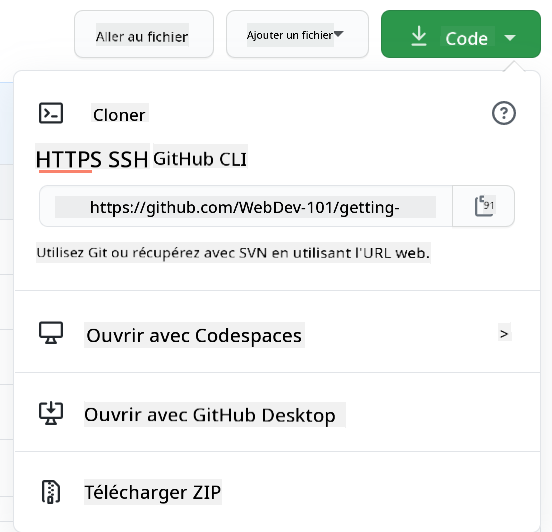 Aller au fichier
Ajouter un fichier
Code
Cloner
HTTPS SSH GitHub CLI
https://github.com/WebDev-101/getting-
91
Utilisez Git ou récupérez avec SVN en utilisant l'URL web.
Ouvrir avec Codespaces >
Ouvrir avec GitHub Desktop
Télécharger ZIP